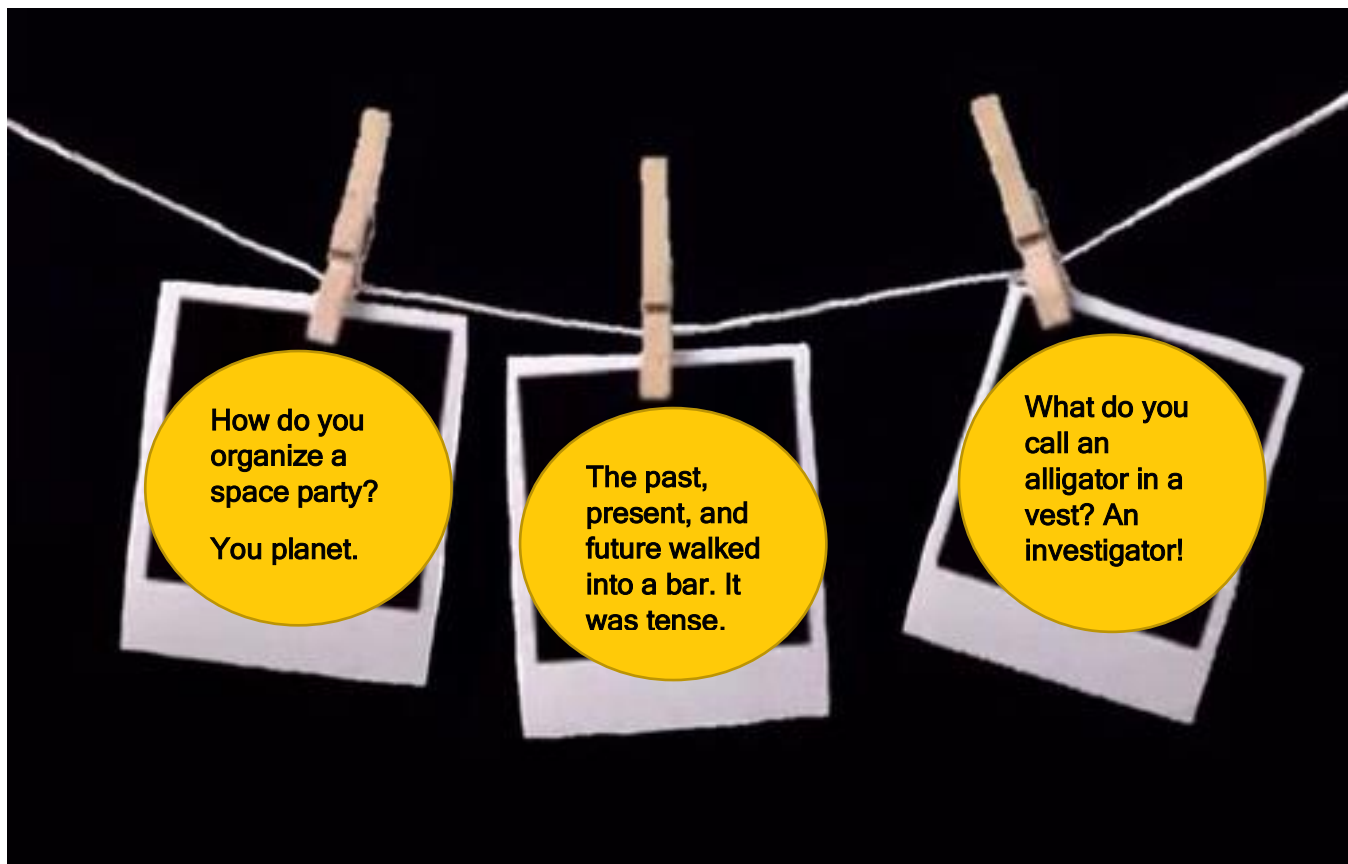 How do you
organize a
space party?
You planet.
The past,
present, and
future walked
into a bar. It
was tense.
What do you
call an
alligator in a
vest? An
investigator!